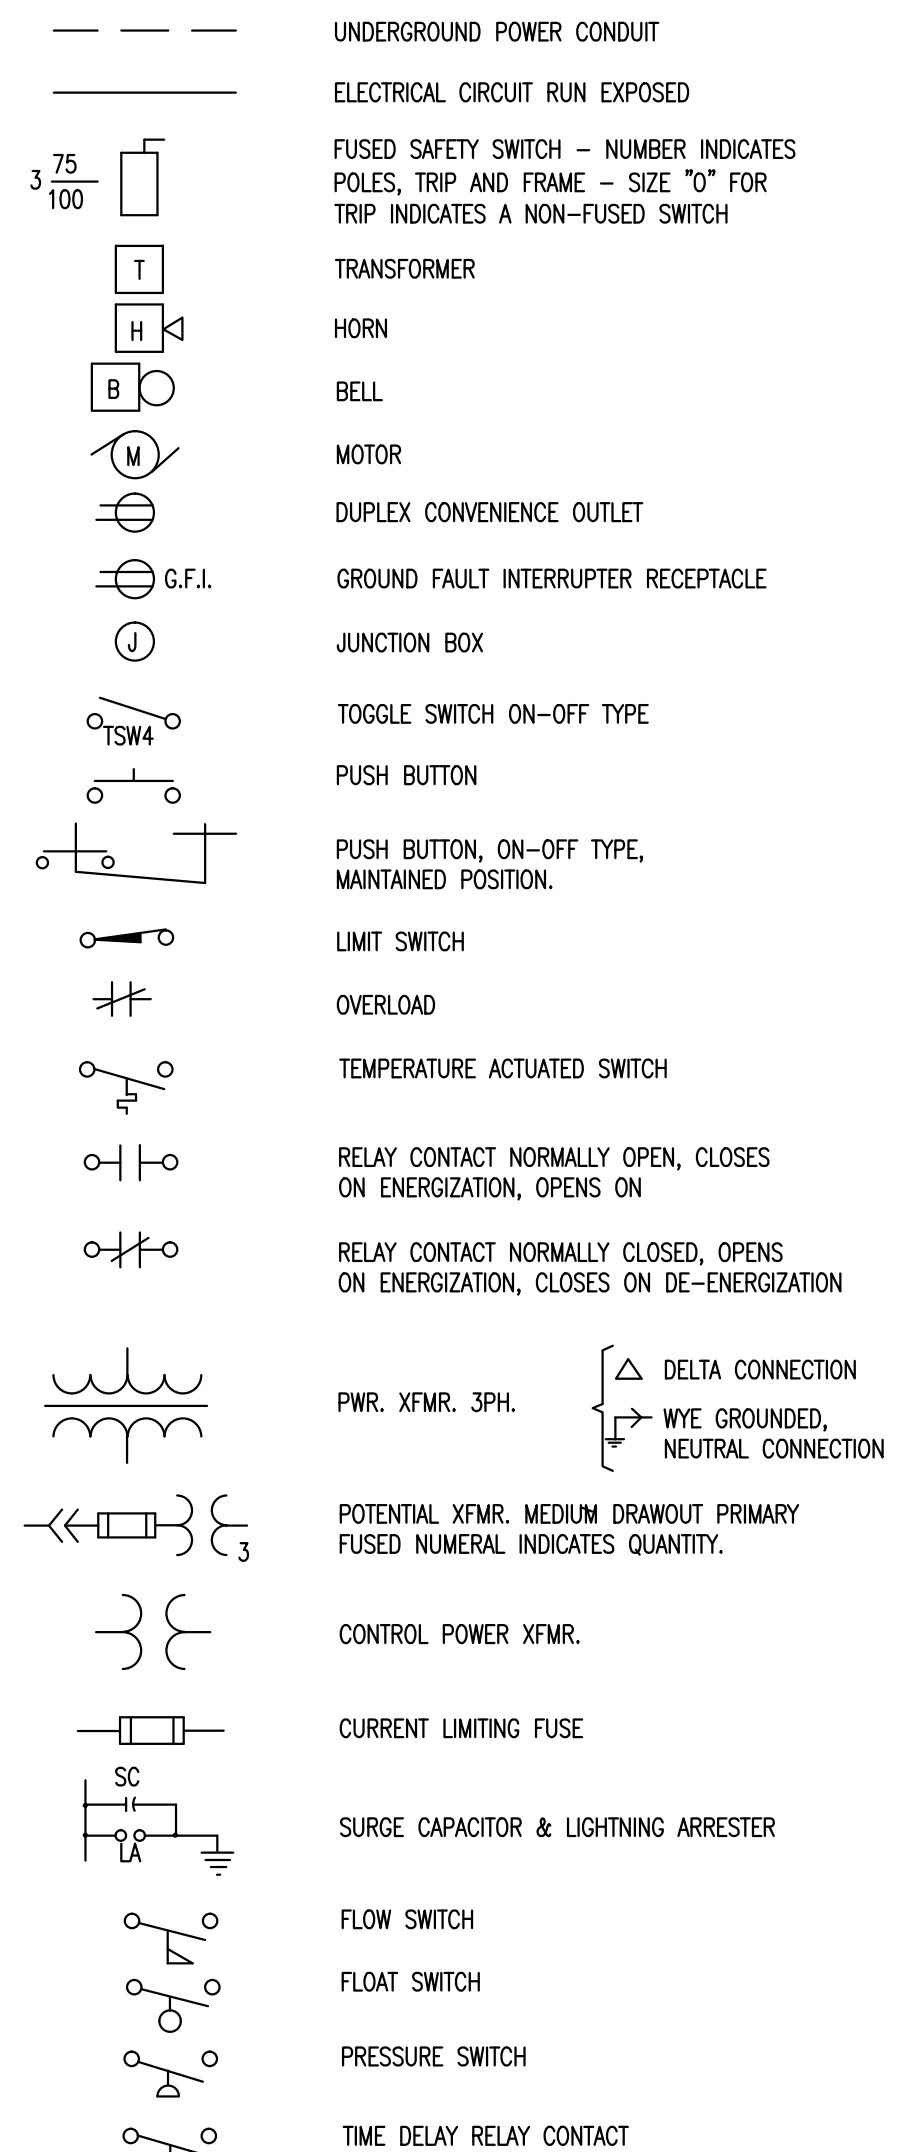 UNDERGROUND POWER CONDUIT
ELECTRICAL CIRCUIT RUN EXPOSED
3 75
100
FUSED SAFETY SWITCH – NUMBER INDICATES
POLES, TRIP AND FRAME – SIZE "0" FOR
TRIP INDICATES A NON–FUSED SWITCH
T
TRANSFORMER
H
HORN
B
BELL
M
MOTOR
DUPLEX CONVENIENCE OUTLET
G.F.I.
GROUND FAULT INTERRUPTER RECEPTACLE
J
JUNCTION BOX
TSW4
TOGGLE SWITCH ON–OFF TYPE
PUSH BUTTON
PUSH BUTTON, ON–OFF TYPE,
MAINTAINED POSITION.
LIMIT SWITCH
OVERLOAD
TEMPERATURE ACTUATED SWITCH
RELAY CONTACT NORMALLY OPEN, CLOSES
ON ENERGIZATION, OPENS ON
RELAY CONTACT NORMALLY CLOSED, OPENS
ON ENERGIZATION, CLOSES ON DE–ENERGIZATION
PWR. XFMR. 3PH.
DELTA CONNECTION
WYE GROUNDED,
NEUTRAL CONNECTION
3
POTENTIAL XFMR. MEDIUM DRAWOUT PRIMARY
FUSED NUMERAL INDICATES QUANTITY.
CONTROL POWER XFMR.
CURRENT LIMITING FUSE
SC
LA
SURGE CAPACITOR & LIGHTNING ARRESTER
FLOW SWITCH
FLOAT SWITCH
PRESSURE SWITCH
TIME DELAY RELAY CONTACT